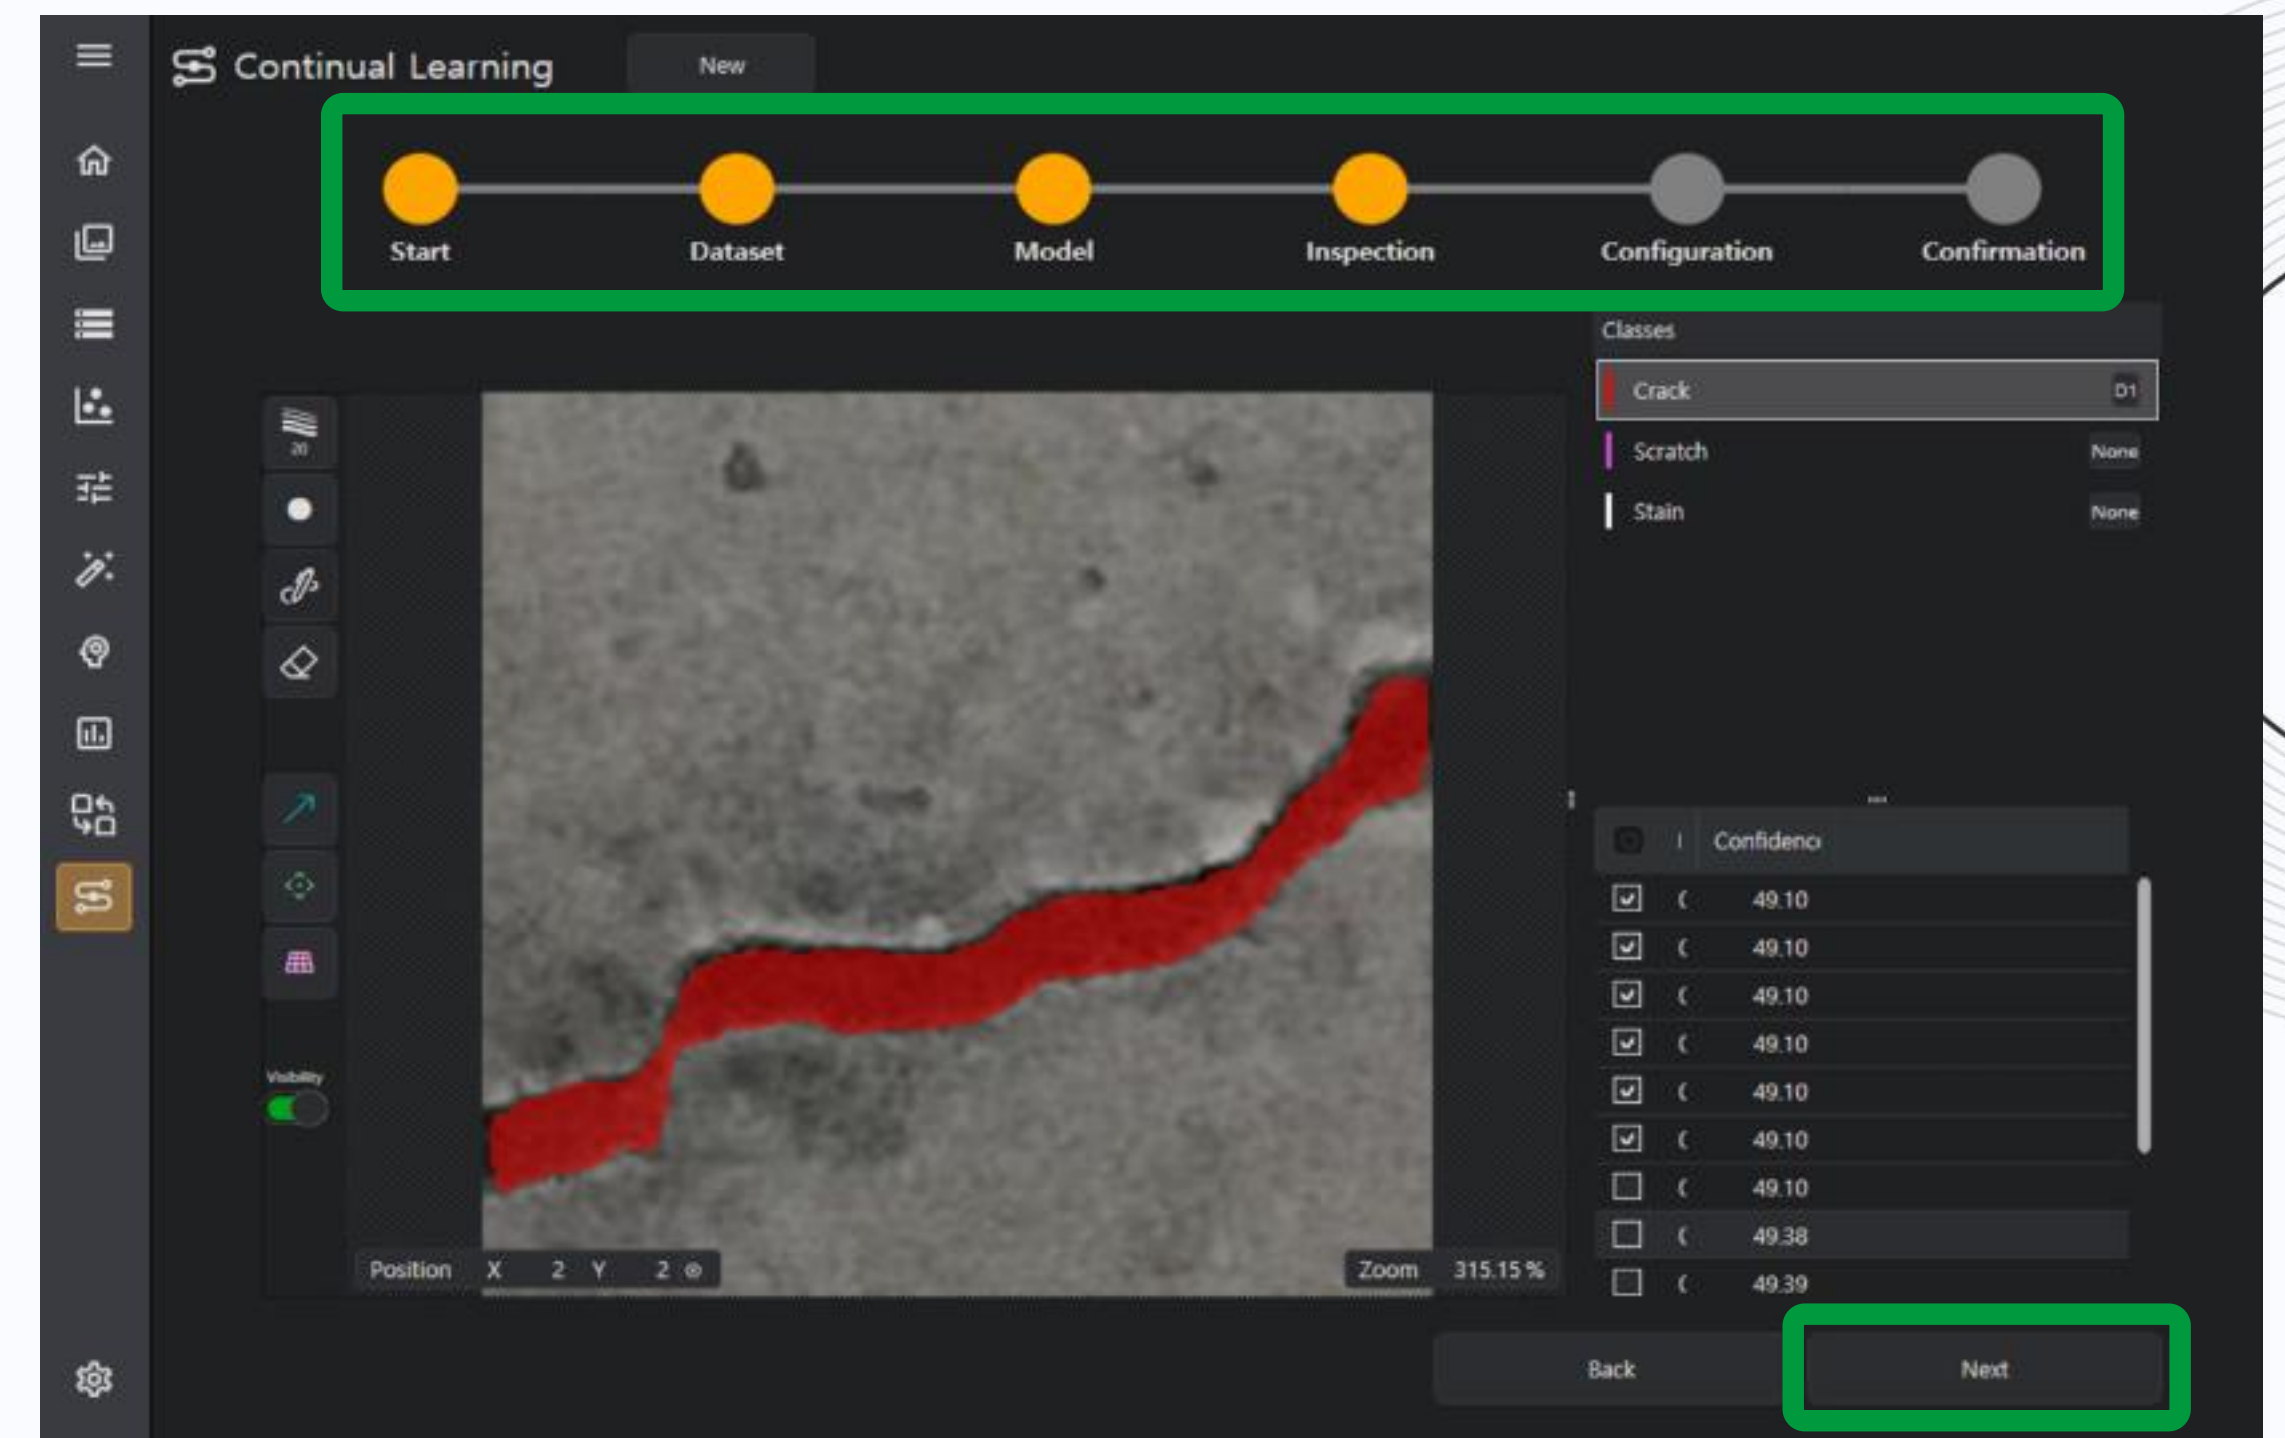 Continual Learning
New
Start
Dataset
Model
Inspection
Configuration
Confirmation
Classes
Crack D1
Scratch None
Stain None
20
Visibility
Confidenc
49.10
49.10
49.10
49.10
49.10
49.10
49.10
49.38
49.39
Position X 2 Y 2
Zoom 315.15 %
Back
Next